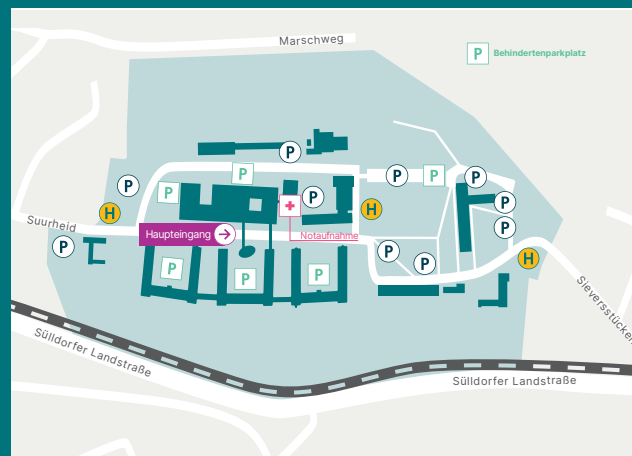 Marschweg
P Behindertenparkplatz
P
P
P
P
P
P
P
P
P
H
H
Suurheid
Haupteingang
Notaufnahme
P
P
P
P
P
P
P
H
Sieversstücken
Sülldorfer Landstraße
Sülldorfer Landstraße